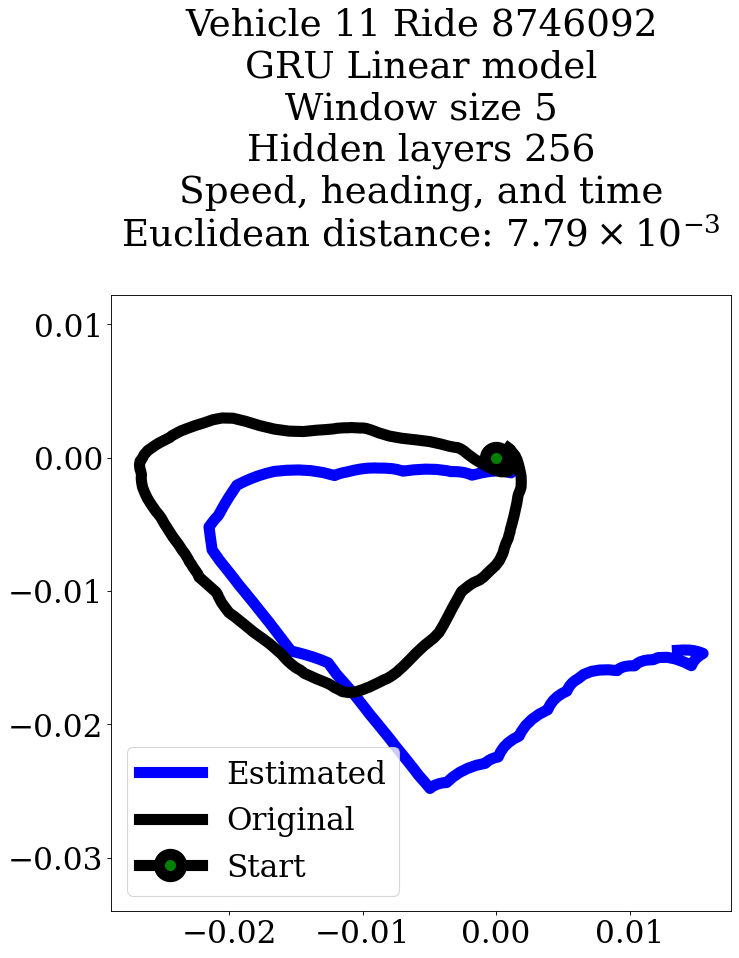 Vehicle 11 Ride 8746092
GRU Linear model
Window size 5
Hidden layers 256
Speed, heading, and time
Euclidean distance: 7.79 × 10⁻³
0.01
0.00
−0.01
−0.02
−0.03
Estimated
Original
Start
−0.02 −0.01 0.00 0.01